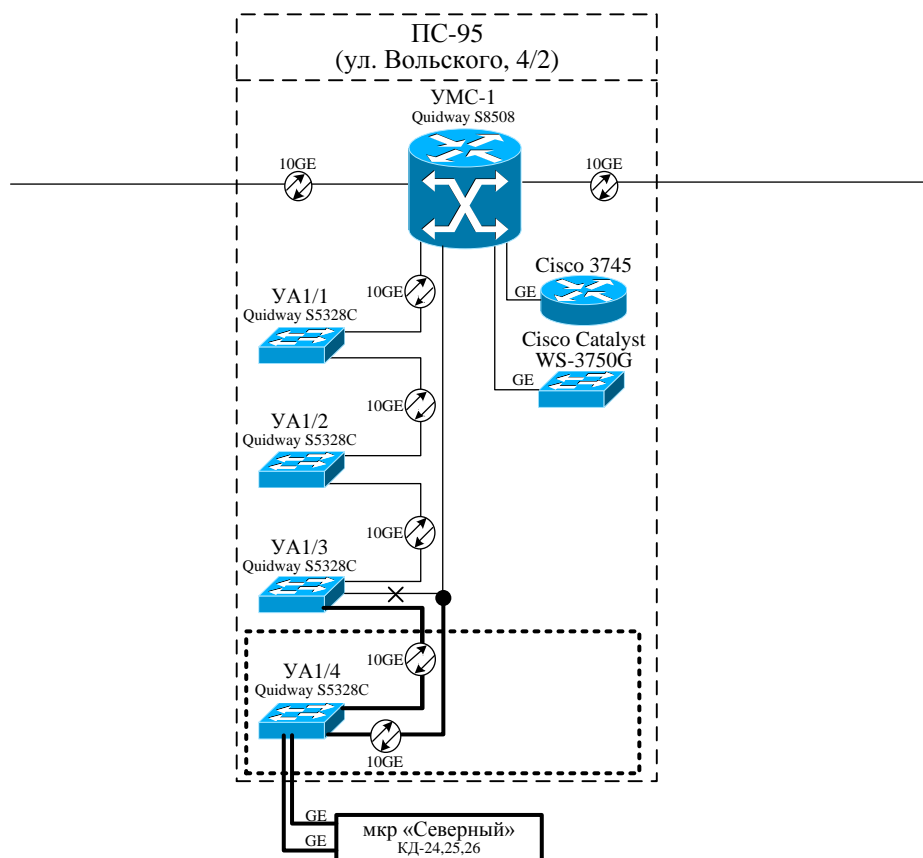 ПС-95
(ул. Вольского, 4/2)
УМС-1
Quidway S8508
10GE
10GE
10GE
Cisco 3745
GE
УА1/1
Quidway S5328C
Cisco Catalyst
WS-3750G
GE
10GE
УА1/2
Quidway S5328C
10GE
УА1/3
Quidway S5328C
10GE
УА1/4
Quidway S5328C
10GE
GE
GE
мкр «Северный»
КД-24,25,26